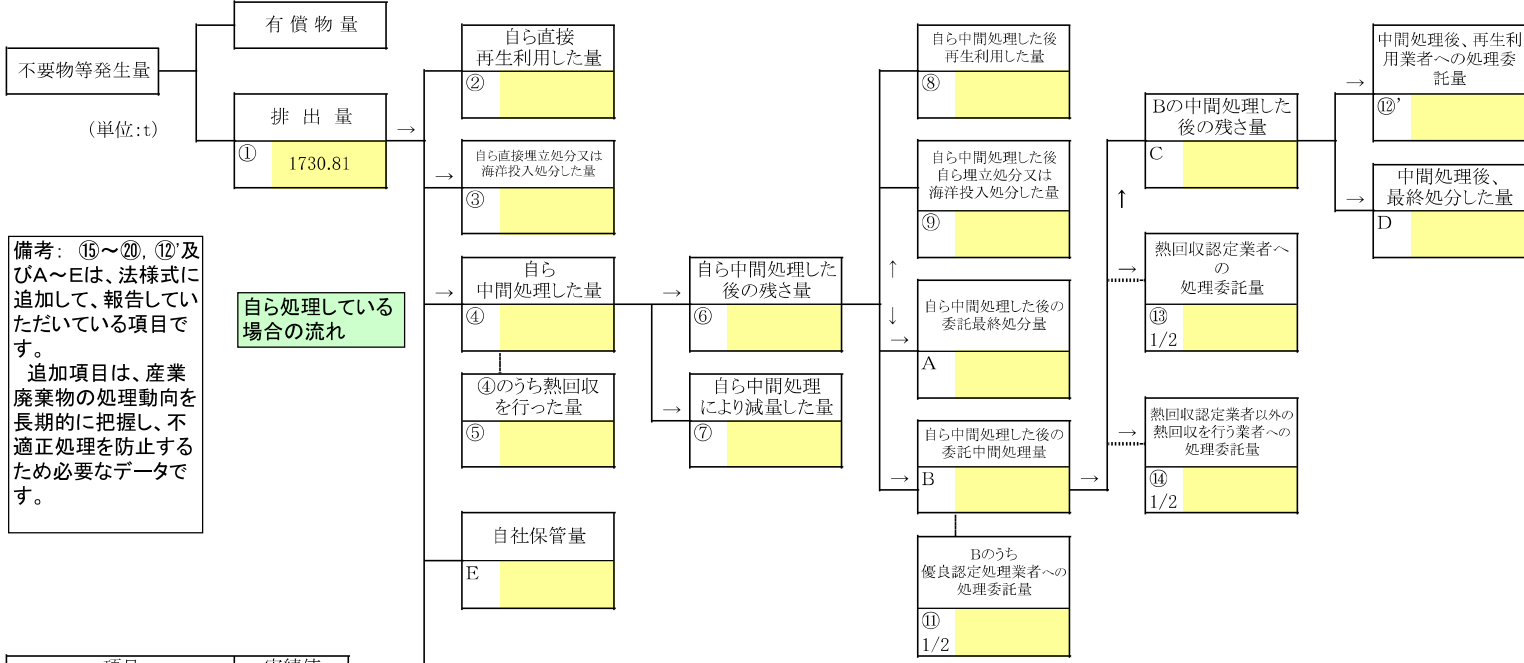 不要物等発生量
(単位:t)
有 償 物 量
排 出 量
①
1730.81
→
備考: ⑮~⑳, ⑫'及
びA~Eは、法様式に
追加して、報告してい
ただいている項目で
す。
追加項目は、産業
廃棄物の処理動向を
長期的に把握し、不
適正処理を防止する
ため必要なデータで
す。
自ら処理している
場合の流れ
自ら直接
再生利用した量
②
→
自ら直接埋立処分又は
海洋投入処分した量
③
→
自ら
中間処理した量
④
④のうち熱回収
を行った量
⑤
自社保管量
E
→
自ら中間処理した
後の残さ量
⑥
→
自ら中間処理
により減量した量
⑦
自ら中間処理した後
再生利用した量
⑧
自ら中間処理した後
自ら埋立処分又は
海洋投入処分した量
⑨
↑
↓
→
自ら中間処理した後の
委託最終処分量
A
→
自ら中間処理した後の
委託中間処理量
B
→
Bのうち
優良認定処理業者への
処理委託量
⑪
1/2
Bの中間処理した
後の残さ量
C
↑
→
熱回収認定業者へ
の
処理委託量
⑬
1/2
→
熱回収認定業者以外の
熱回収を行う業者への
処理委託量
⑭
1/2
→
中間処理後、再生利
用業者への処理委
託量
⑫'
→
中間処理後、
最終処分した量
D
項目
実績値